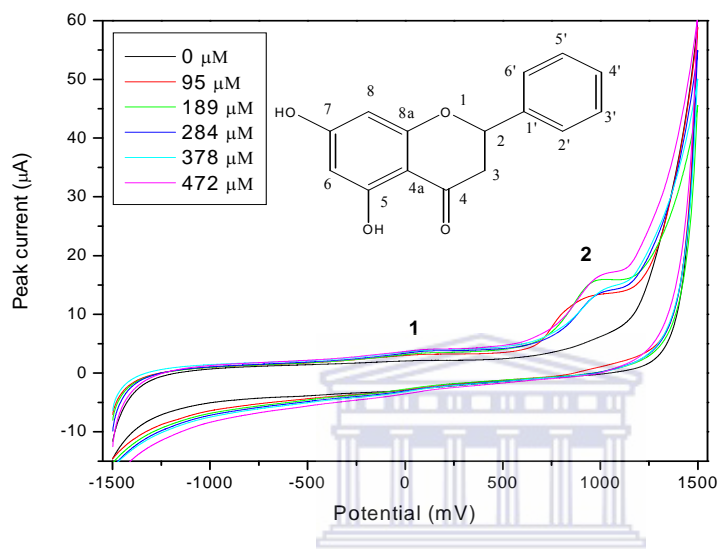 60
50
40
30
20
10
0
-10
Peak current (μA)
0 μM
95 μM
189 μM
284 μM
378 μM
472 μM
5'
6'
4'
8
1
7
HO
8a
1'
3'
2
2'
6
4a
3
5
4
OH
O
2
1
-1500 -1000 -500 0 500 1000 1500
Potential (mV)